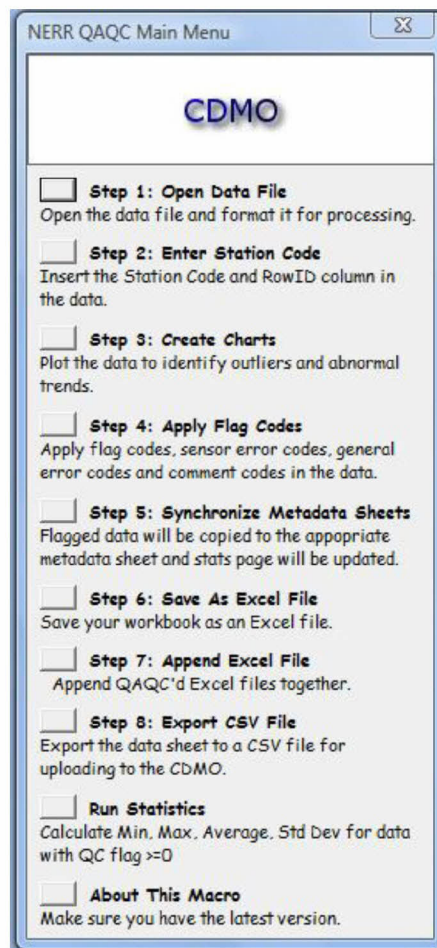 NERR QAQC Main Menu
CDMO
Step 1: Open Data File
Open the data file and format it for processing.
Step 2: Enter Station Code
Insert the Station Code and RowID column in
the data.
Step 3: Create Charts
Plot the data to identify outliers and abnormal
trends.
Step 4: Apply Flag Codes
Apply flag codes, sensor error codes, general
error codes and comment codes in the data.
Step 5: Synchronize Metadata Sheets
Flagged data will be copied to the appopriate
metadata sheet and stats page will be updated.
Step 6: Save As Excel File
Save your workbook as an Excel file.
Step 7: Append Excel File
Append QAQC'd Excel files together.
Step 8: Export CSV File
Export the data sheet to a CSV file for
uploading to the CDMO.
Run Statistics
Calculate Min, Max, Average, Std Dev for data
with QC flag >=0
About This Macro
Make sure you have the latest version.